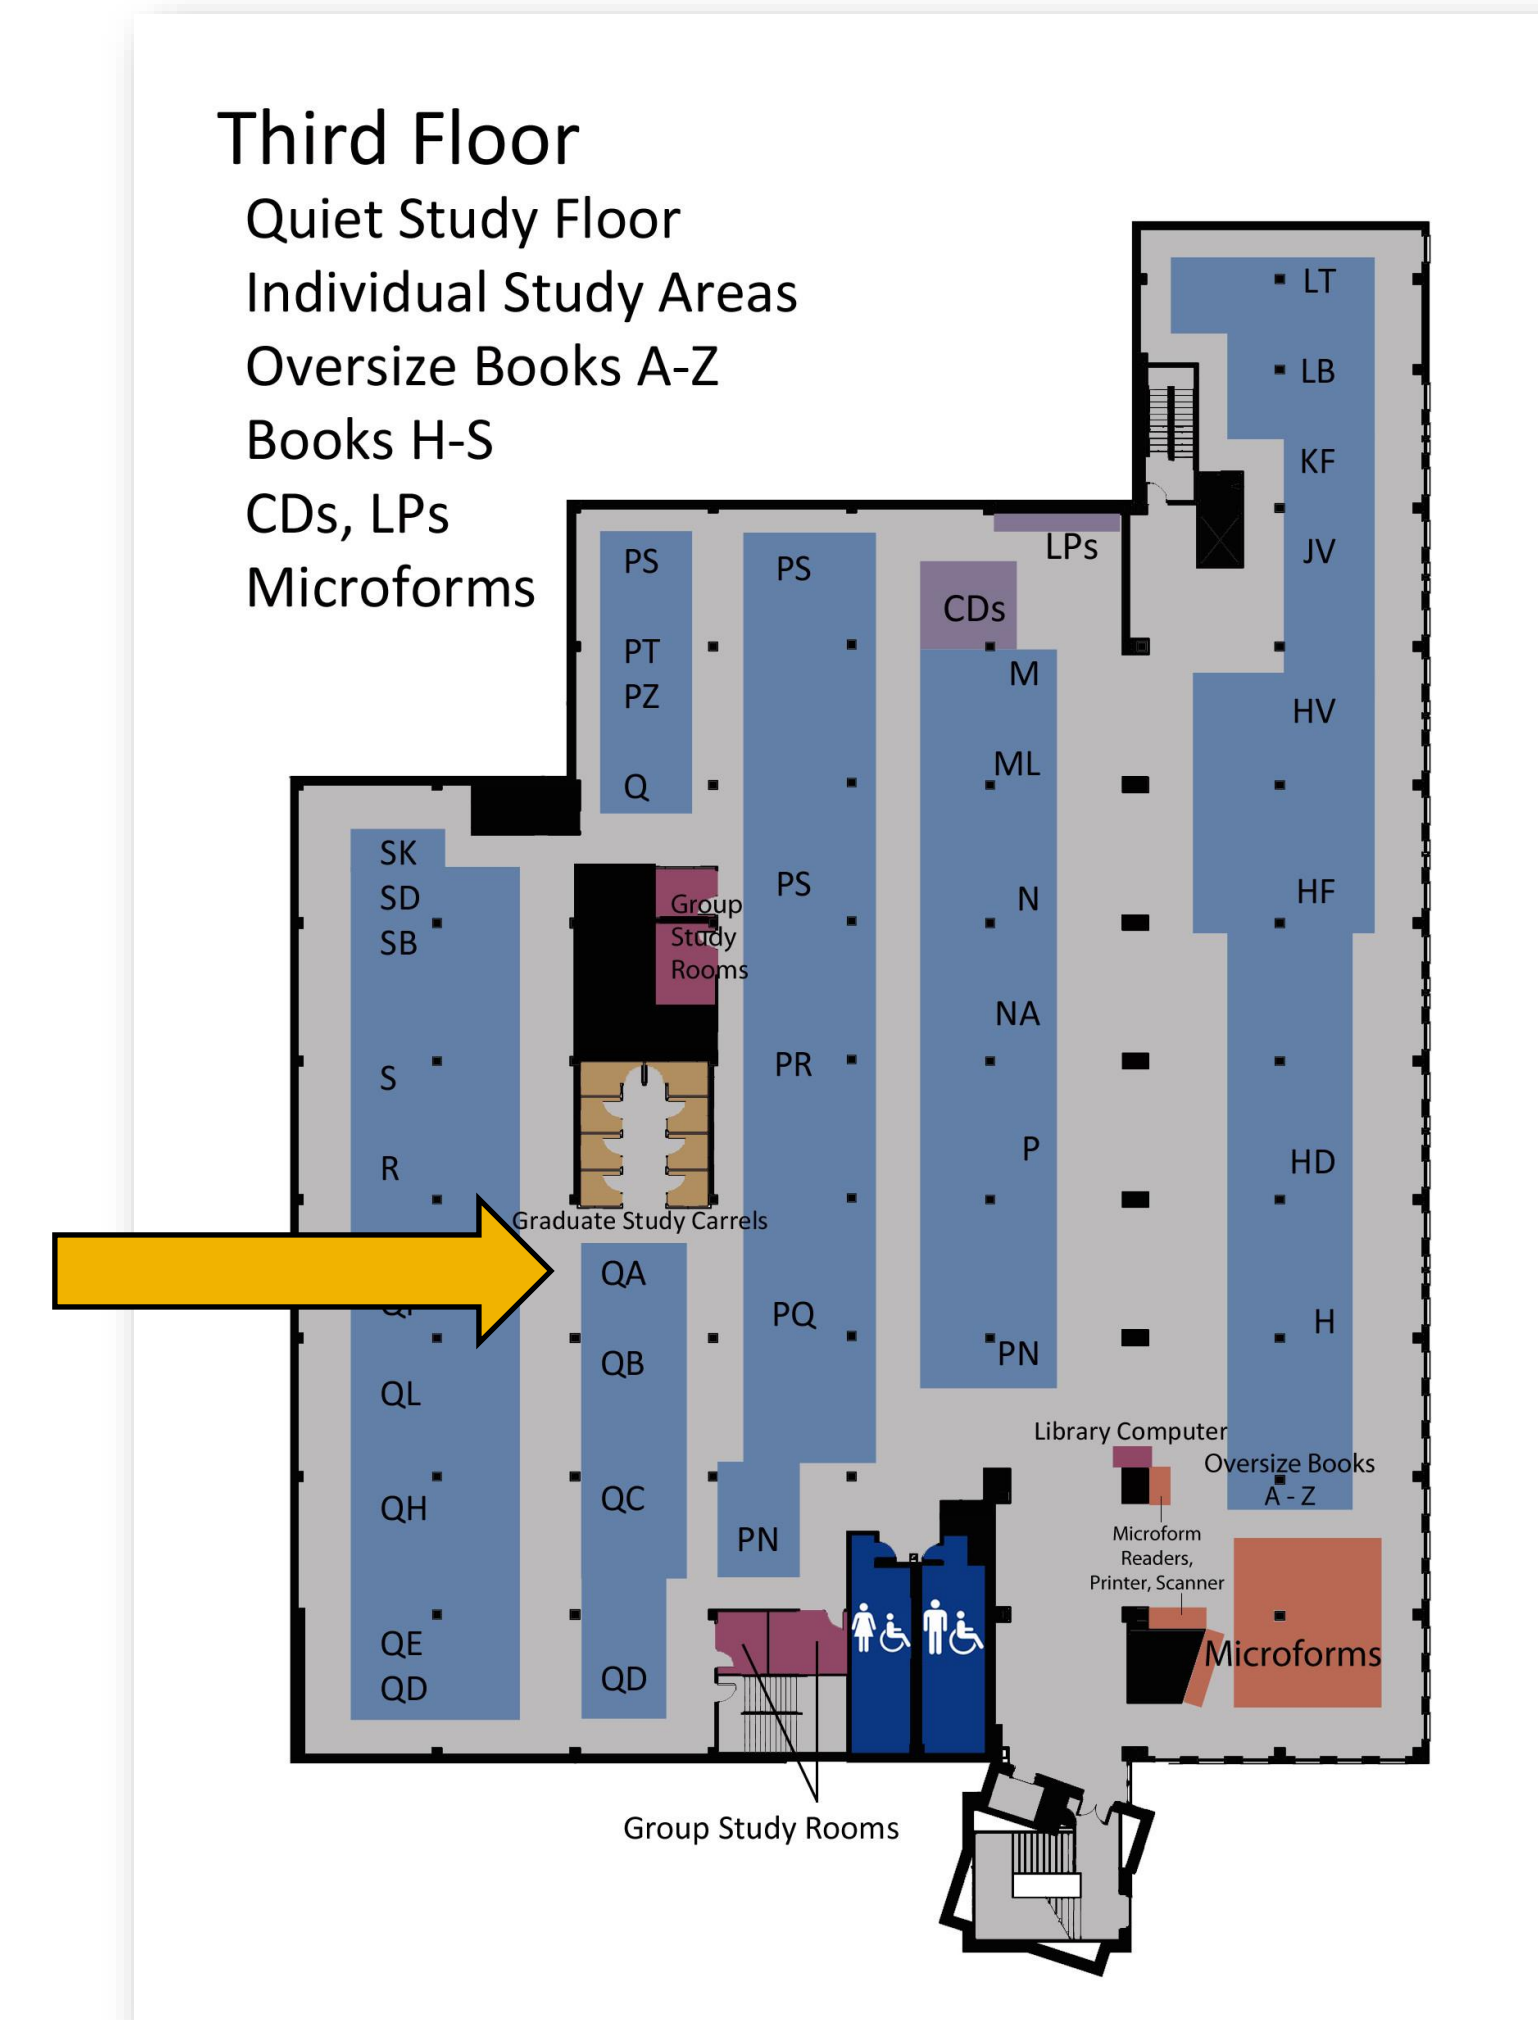 Third Floor
Quiet Study Floor
Individual Study Areas
Oversize Books A-Z
Books H-S
CDs, LPs
Microforms
LT
LB
KF
JV
HV
HF
HD
H
Oversize Books
A - Z
LPs
CDs
M
ML
N
NA
P
PN
PS
PS
PR
PQ
PN
PS
PT
PZ
Q
Group
Study
Rooms
Graduate Study Carrels
QA
QB
QC
QD
SK
SD
SB
S
R
QL
QH
QE
QD
Library Computer
Microform
Readers,
Printer, Scanner
Microforms
Group Study Rooms